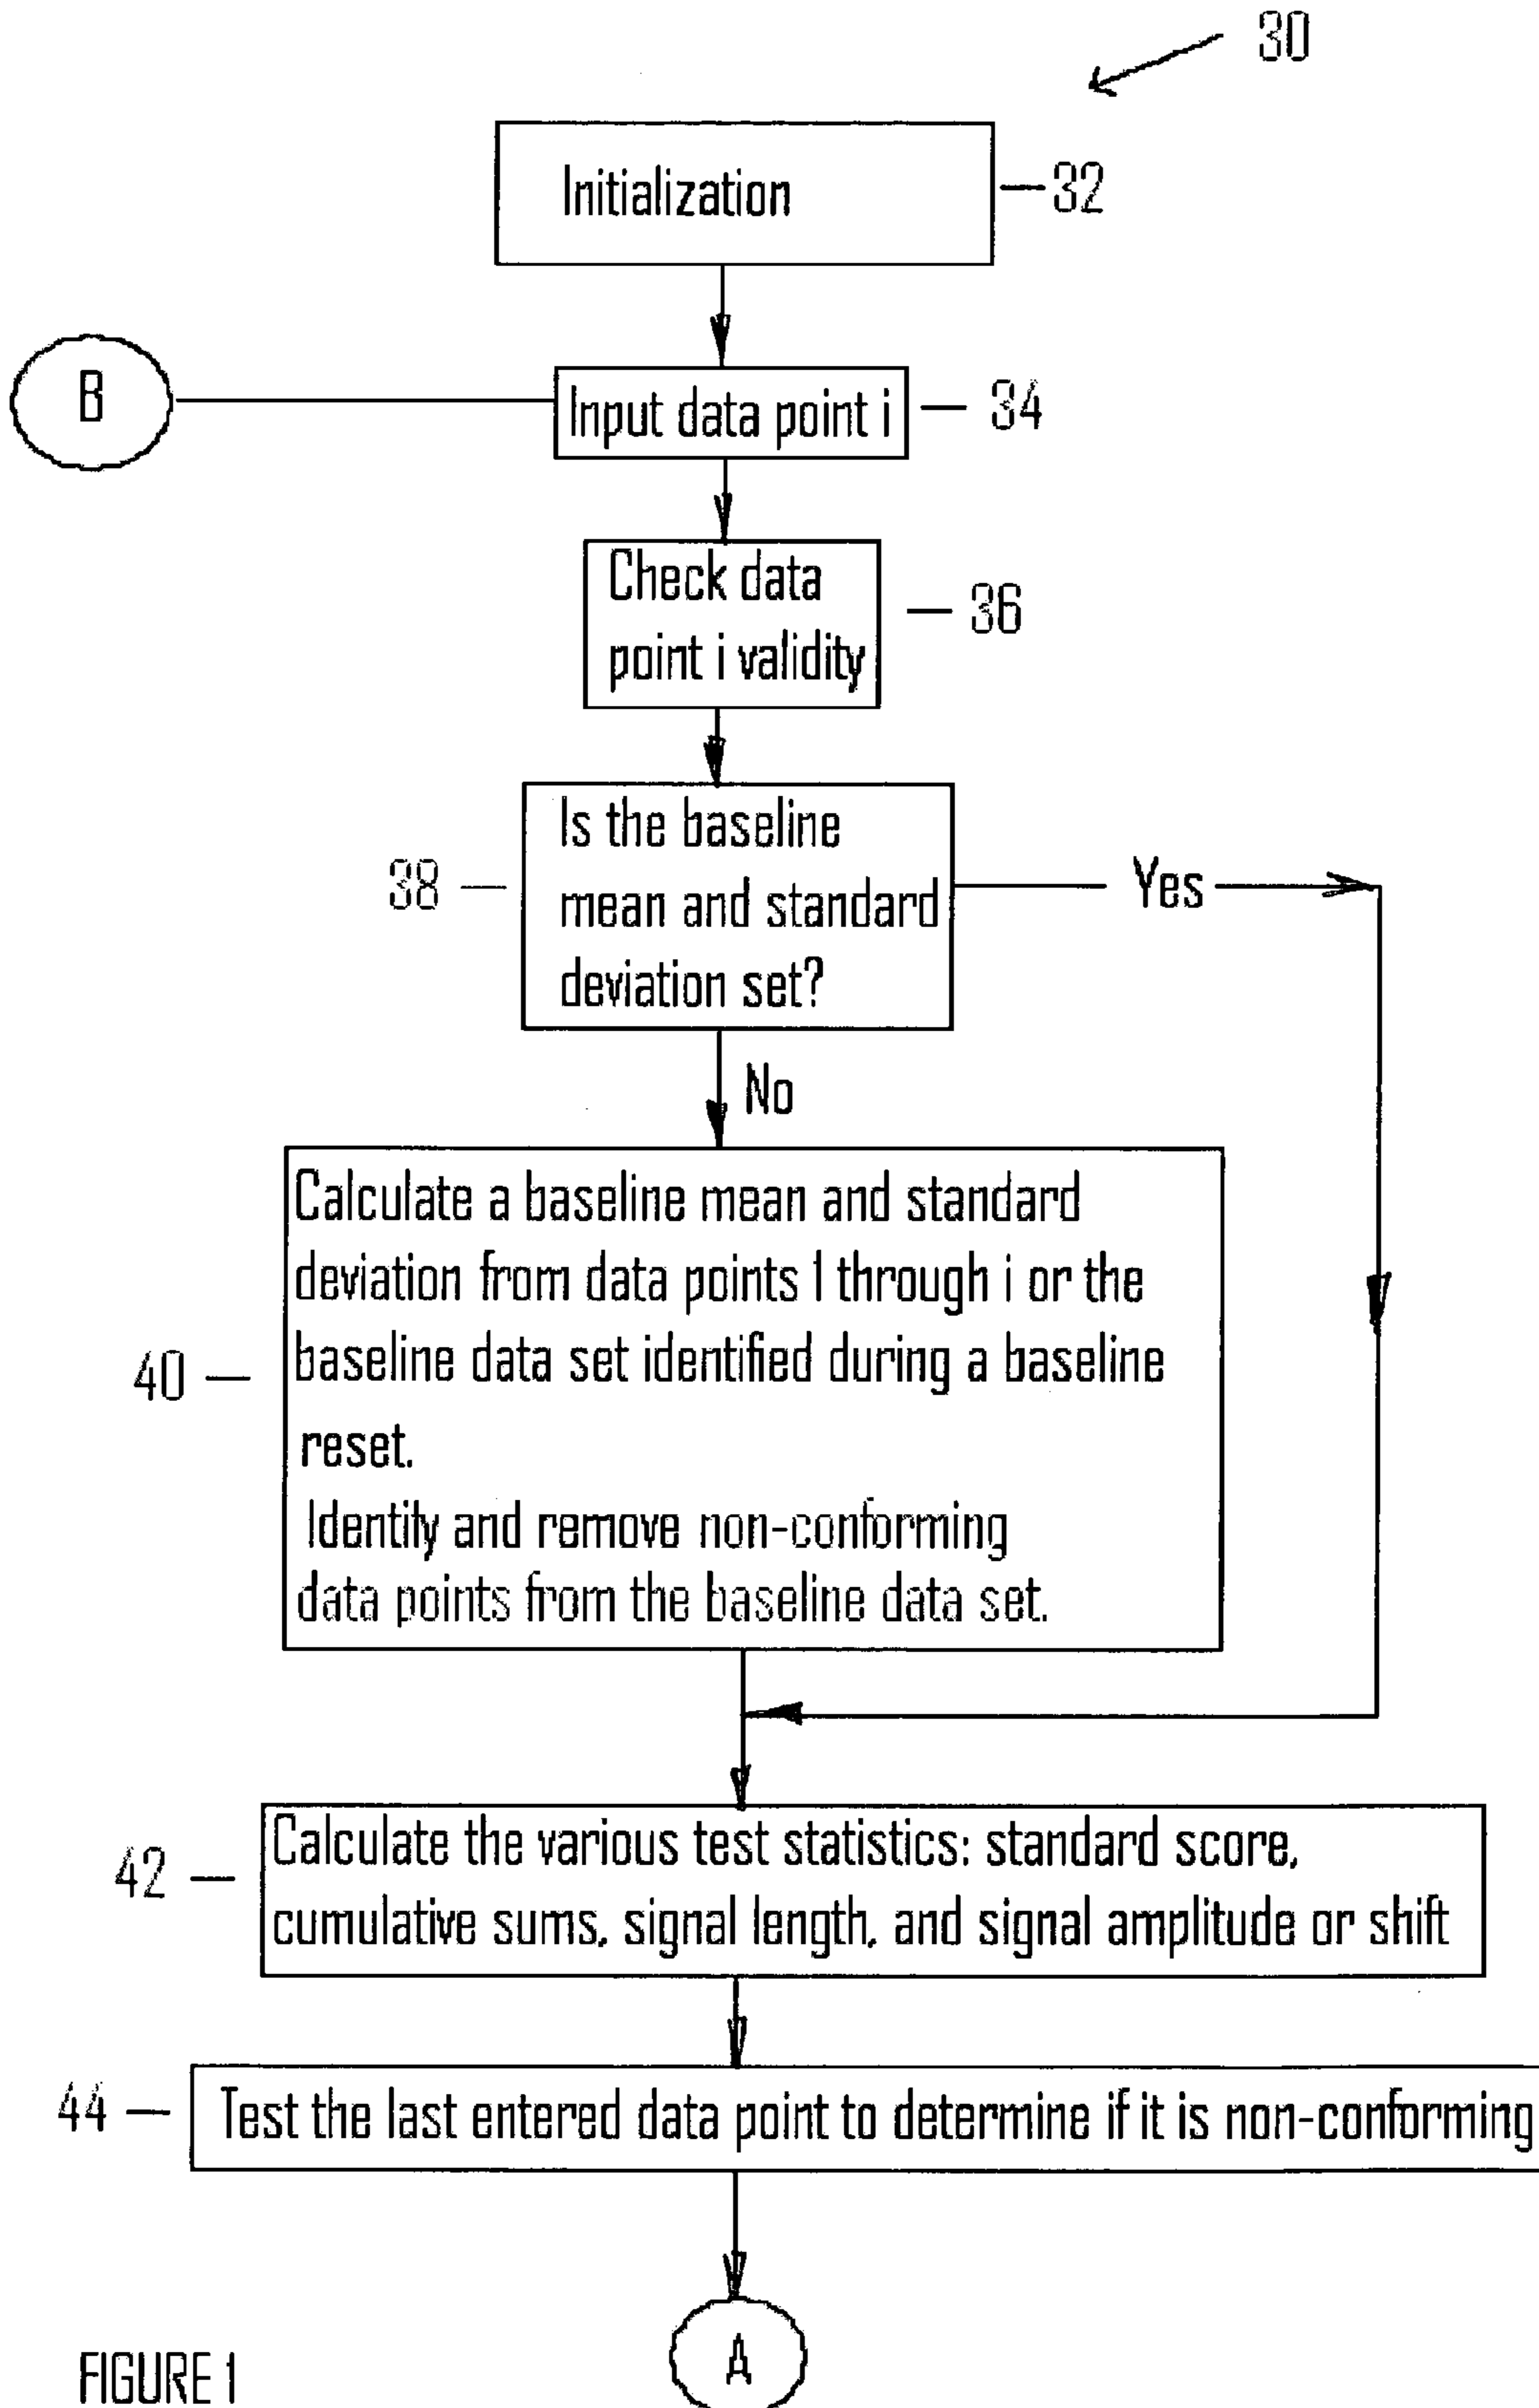 30
Initialization
32
B
Input data point i
34
Check data
point i validity
36
Is the baseline
mean and standard
deviation set?
38
Yes
No
Calculate a baseline mean and standard
deviation from data points 1 through i or the
baseline data set identified during a baseline
reset.
Identify and remove non-conforming
data points from the baseline data set.
40
Calculate the various test statistics: standard score,
cumulative sums, signal length, and signal amplitude or shift
42
44
Test the last entered data point to determine if it is non-conforming
A
FIGURE 1